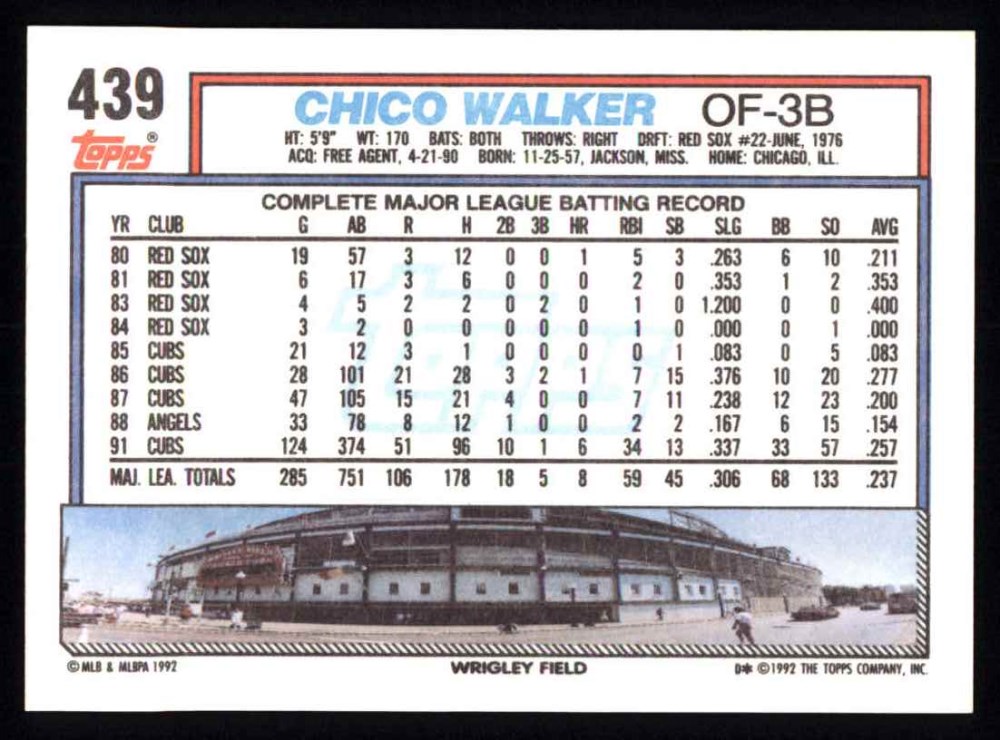 439
Topps®
CHICO WALKER OF-3B
HT: 5'9" WT: 170 BATS: BOTH THROWS: RIGHT DRFT: RED SOX #22-JUNE, 1976
ACQ: FREE AGENT, 4-21-90 BORN: 11-25-57, JACKSON, MISS. HOME: CHICAGO, ILL.
COMPLETE MAJOR LEAGUE BATTING RECORD
YR CLUB G AB R H 2B 3B HR RBI SB SLG BB SO AVG
80 RED SOX 19 57 3 12 0 0 1 5 3 .263 6 10 .211
81 RED SOX 6 17 3 6 0 0 0 2 0 .353 1 2 .353
83 RED SOX 4 5 2 2 0 2 0 1 0 1.200 0 0 .400
84 RED SOX 3 2 0 0 0 0 0 1 0 .000 0 1 .000
85 CUBS 21 12 3 1 0 0 0 0 1 .083 0 5 .083
86 CUBS 28 101 21 28 3 2 1 7 15 .376 10 20 .277
87 CUBS 47 105 15 21 4 0 0 7 11 .238 12 23 .200
88 ANGELS 33 78 8 12 1 0 0 2 2 .167 6 15 .154
91 CUBS 124 374 51 96 10 1 6 34 13 .337 33 57 .257
MAJ. LEA. TOTALS 285 751 106 178 18 5 8 59 45 .306 68 133 .237
Topps
© MLB & MLBPA 1992 WRIGLEY FIELD D* ©1992 THE TOPPS COMPANY, INC.